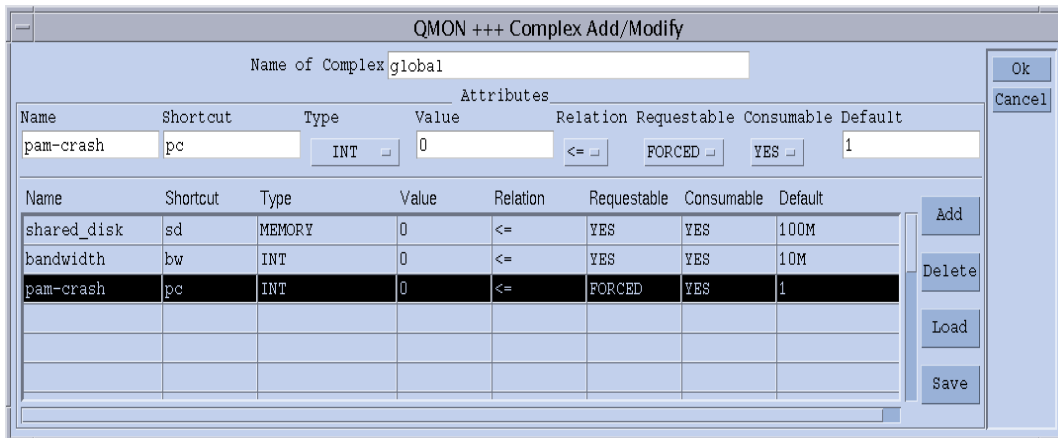 QMON +++ Complex Add/Modify
Name of Complex global
Ok
Cancel
Attributes
Name Shortcut Type Value Relation Requestable Consumable Default
pam-crash pc INT 0 <= FORCED YES 1
Name Shortcut Type Value Relation Requestable Consumable Default
shared_disk sd MEMORY 0 <= YES YES 100M
bandwidth bw INT 0 <= YES YES 10M
pam-crash pc INT 0 <= FORCED YES 1
Add
Delete
Load
Save